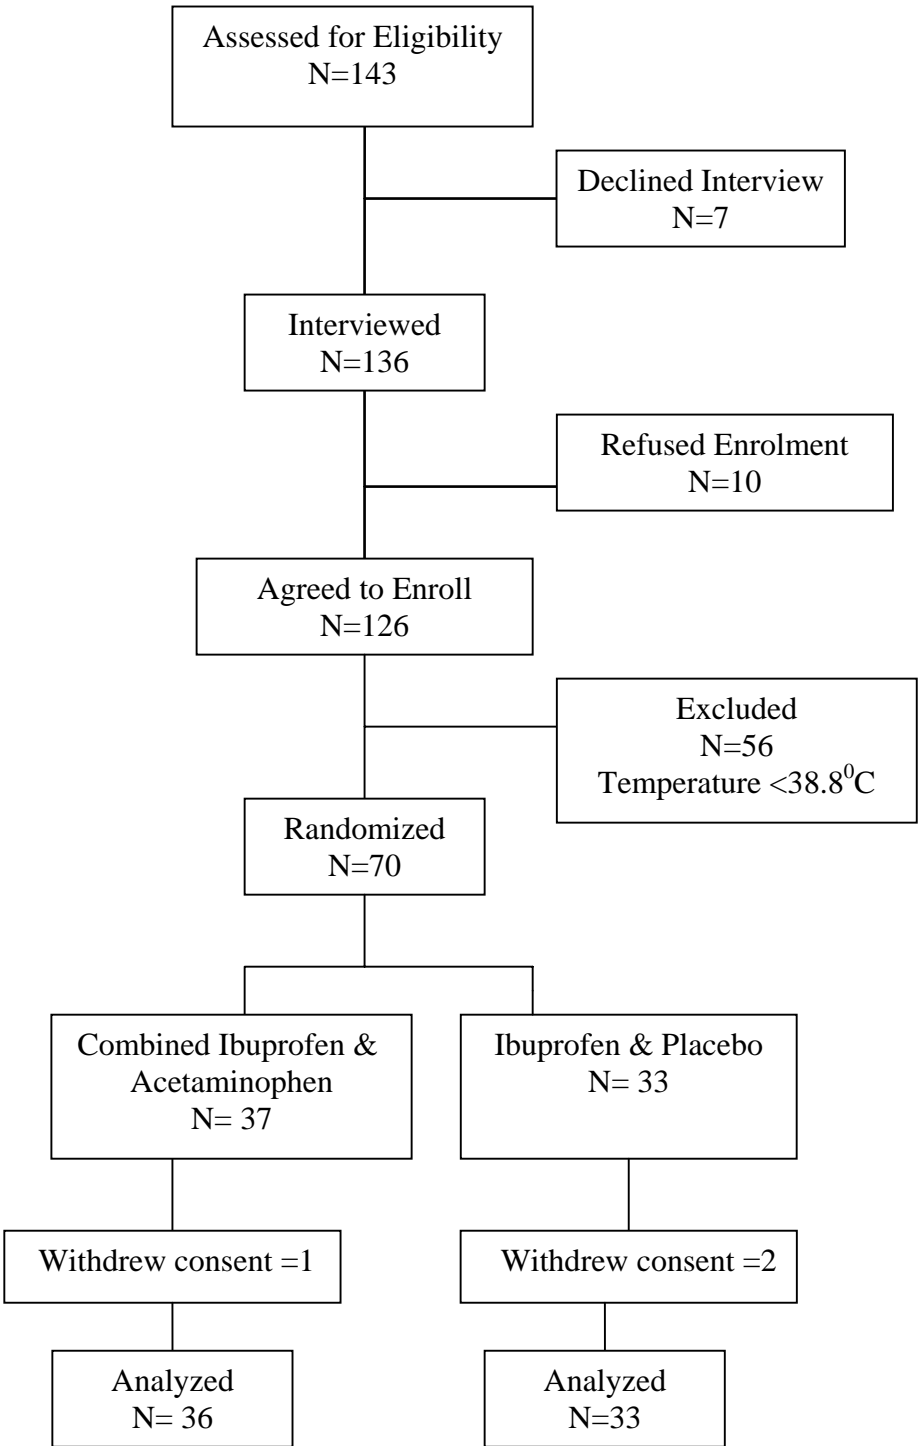 Assessed for Eligibility
N=143
Declined Interview
N=7
Interviewed
N=136
Refused Enrolment
N=10
Agreed to Enroll
N=126
Excluded
N=56
Temperature <38.8⁰C
Randomized
N=70
Combined Ibuprofen &
Acetaminophen
N= 37
Ibuprofen & Placebo
N= 33
Withdrew consent =1
Withdrew consent =2
Analyzed
N= 36
Analyzed
N=33